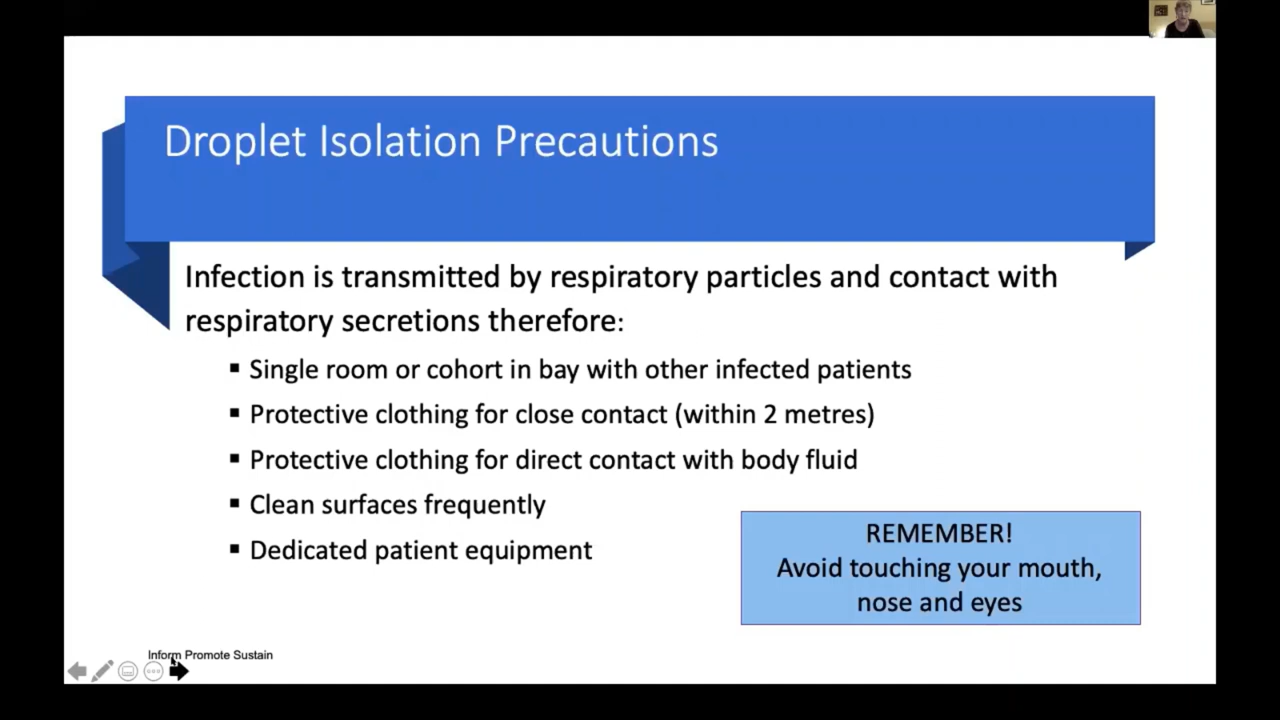 Droplet Isolation Precautions
Infection is transmitted by respiratory particles and contact with
respiratory secretions therefore:
▪ Single room or cohort in bay with other infected patients
▪ Protective clothing for close contact (within 2 metres)
▪ Protective clothing for direct contact with body fluid
▪ Clean surfaces frequently
▪ Dedicated patient equipment
REMEMBER!
Avoid touching your mouth,
nose and eyes
Inform Promote Sustain